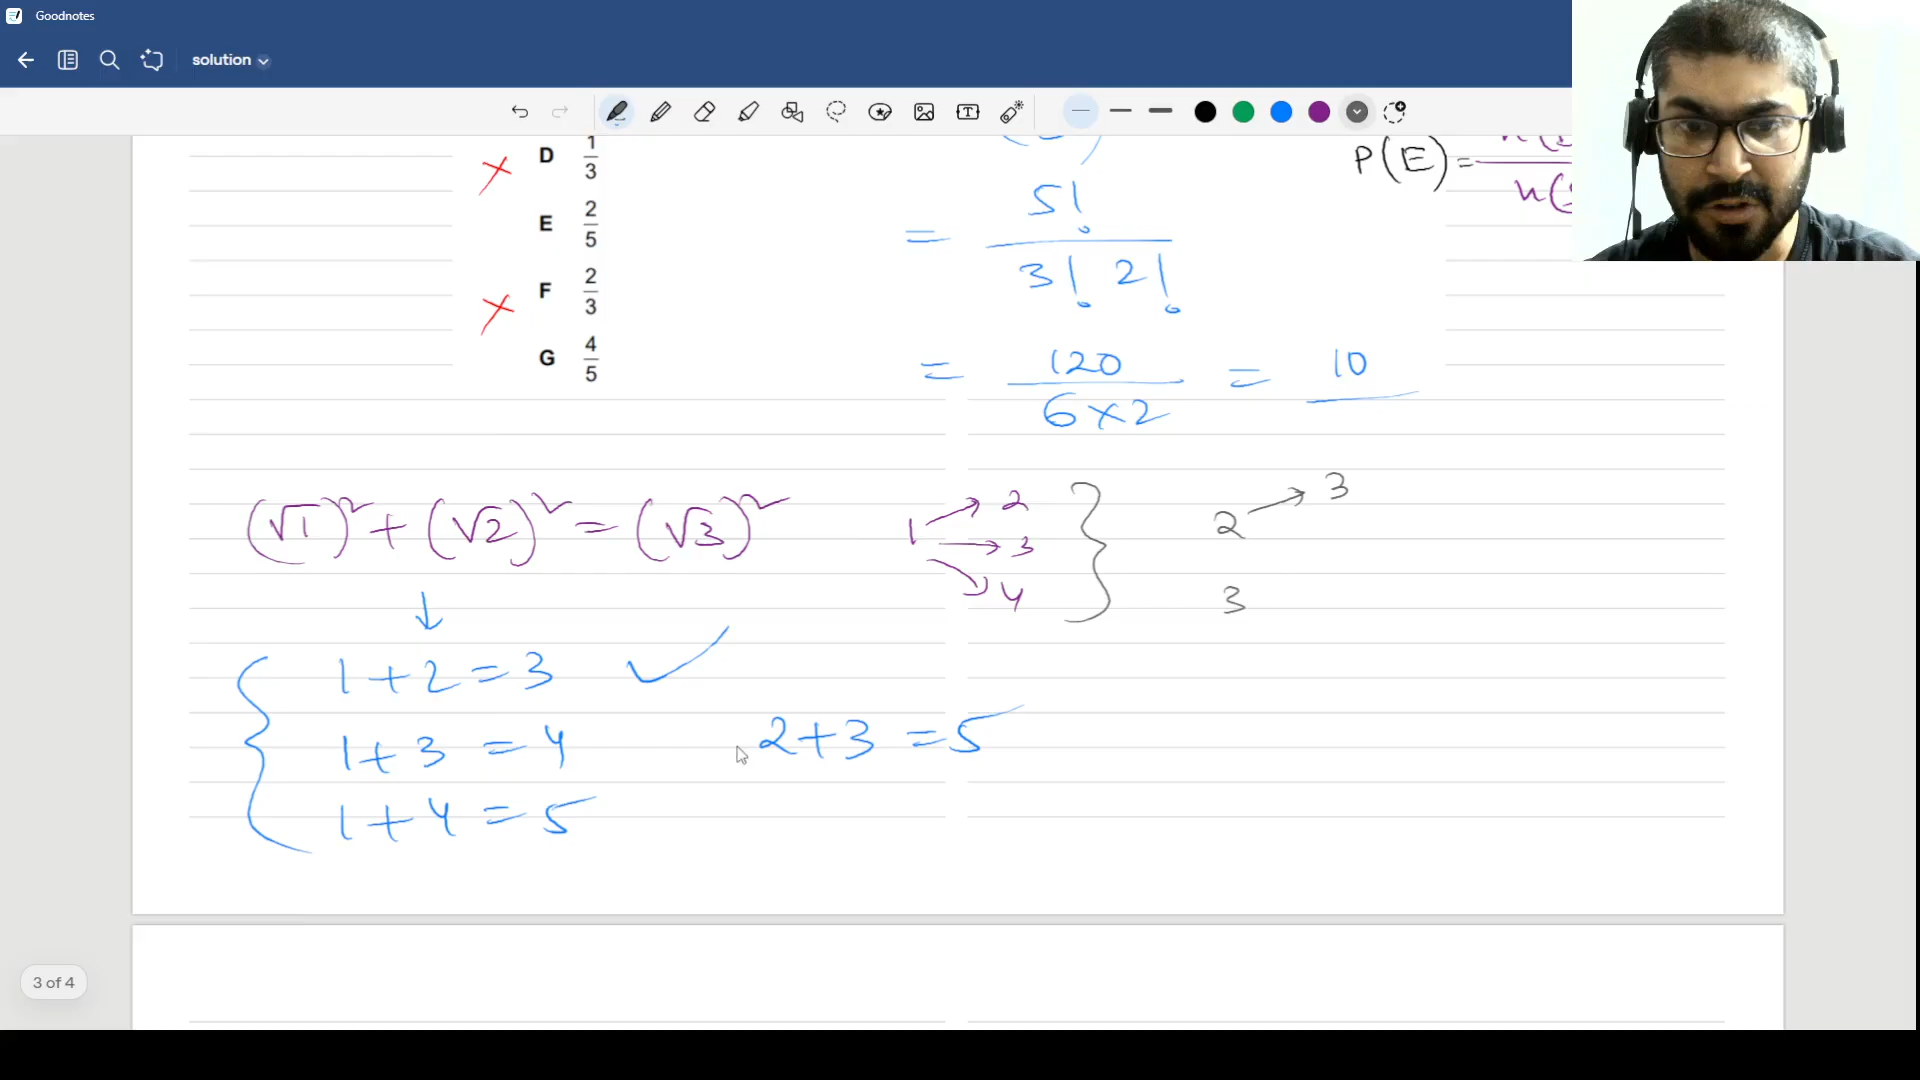 Goodnotes
solution
D 1/3
E 2/5
F 2/3
G 4/5
P(E) =
= 5! / 3! 2!
= 120 / 6 × 2 = 10
(√1)² + (√2)² = (√3)²
1 → 2
→ 3
→ 4
2 → 3
3
1 + 2 = 3 ✓
1 + 3 = 4
1 + 4 = 5
2 + 3 = 5
3 of 4